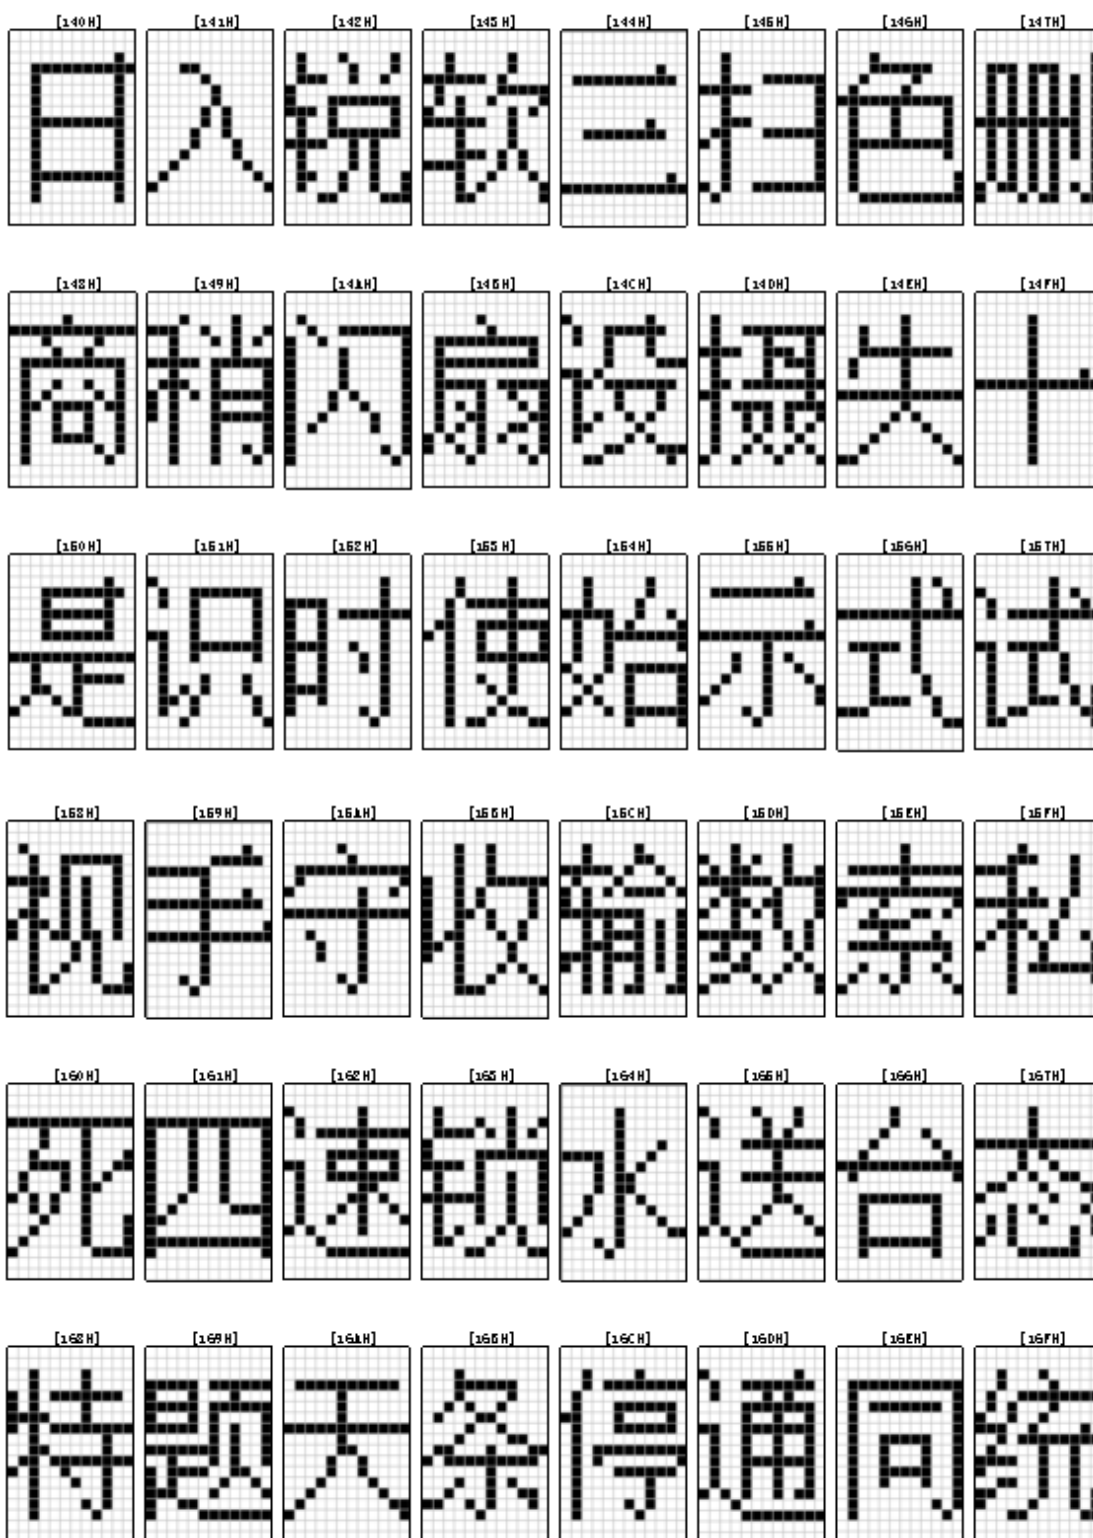 [140H] [141H] [142H] [143H] [144H] [145H] [146H] [147H]
日 入 锐 软 三 扫 色 删
[148H] [149H] [14AH] [14BH] [14CH] [14DH] [14EH] [14FH]
商 稍 闪 扇 设 摄 失 十
[150H] [151H] [152H] [153H] [154H] [155H] [156H] [157H]
是 识 时 使 始 示 式 试
[158H] [159H] [15AH] [15BH] [15CH] [15DH] [15EH] [15FH]
视 手 守 收 输 数 素 私
[160H] [161H] [162H] [163H] [164H] [165H] [166H] [167H]
死 四 速 锁 水 送 台 态
[168H] [169H] [16AH] [16BH] [16CH] [16DH] [16EH] [16FH]
特 题 天 条 停 通 同 统